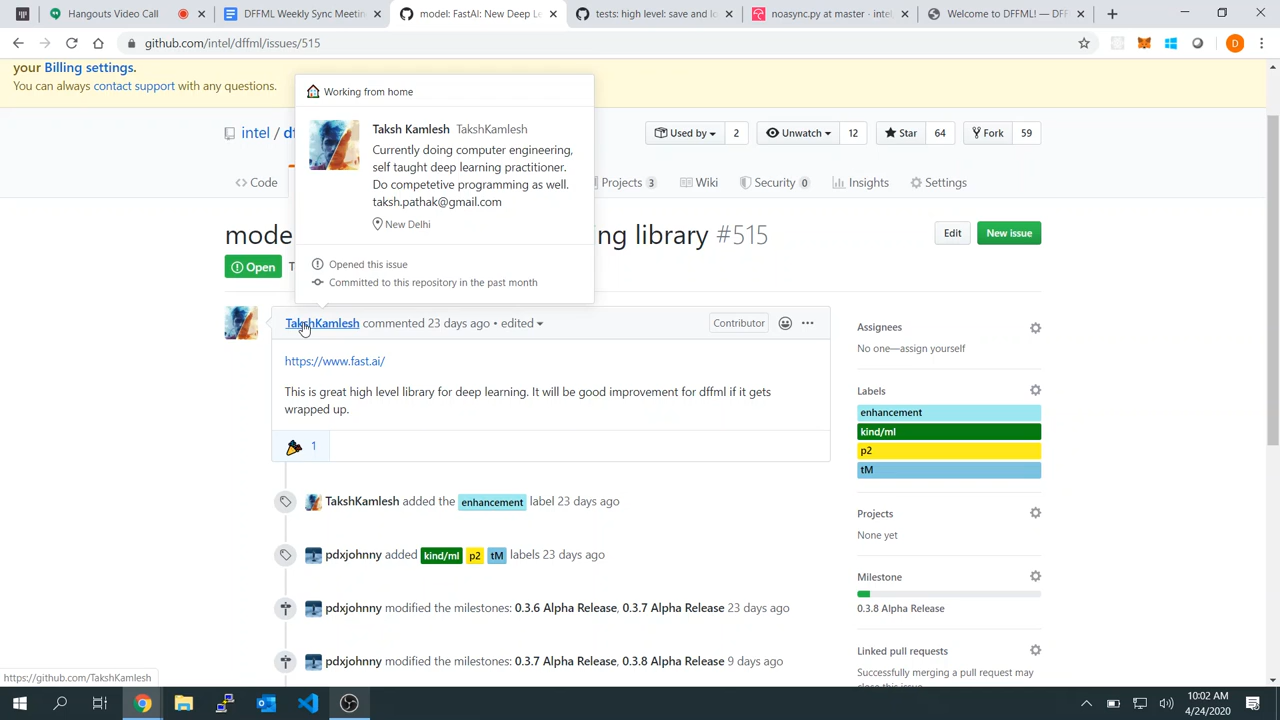 Hangouts Video Call
DFFML Weekly Sync Meetin
model: FastAI: New Deep Le
tests: high level: save and lo
noasync.py at master · intel
Welcome to DFFML! — DFF
github.com/intel/dffml/issues/515
D
your Billing settings.
You can always contact support with any questions.
Working from home
Taksh Kamlesh TakshKamlesh
Currently doing computer engineering,
self taught deep learning practitioner.
Do competetive programming as well.
taksh.pathak@gmail.com
New Delhi
Opened this issue
Committed to this repository in the past month
intel / df
Used by 2
Unwatch 12
Star 64
Fork 59
Code
Projects 3
Wiki
Security 0
Insights
Settings
mode
ng library #515
Edit
New issue
Open
T
TakshKamlesh commented 23 days ago • edited
Contributor
https://www.fast.ai/
This is great high level library for deep learning. It will be good improvement for dffml if it gets
wrapped up.
1
TakshKamlesh added the enhancement label 23 days ago
pdxjohnny added kind/ml p2 tM labels 23 days ago
pdxjohnny modified the milestones: 0.3.6 Alpha Release, 0.3.7 Alpha Release 23 days ago
pdxjohnny modified the milestones: 0.3.7 Alpha Release, 0.3.8 Alpha Release 9 days ago
Assignees
No one—assign yourself
Labels
enhancement
kind/ml
p2
tM
Projects
None yet
Milestone
0.3.8 Alpha Release
Linked pull requests
Successfully merging a pull request may
close this issue.
https://github.com/TakshKamlesh
10:02 AM
4/24/2020